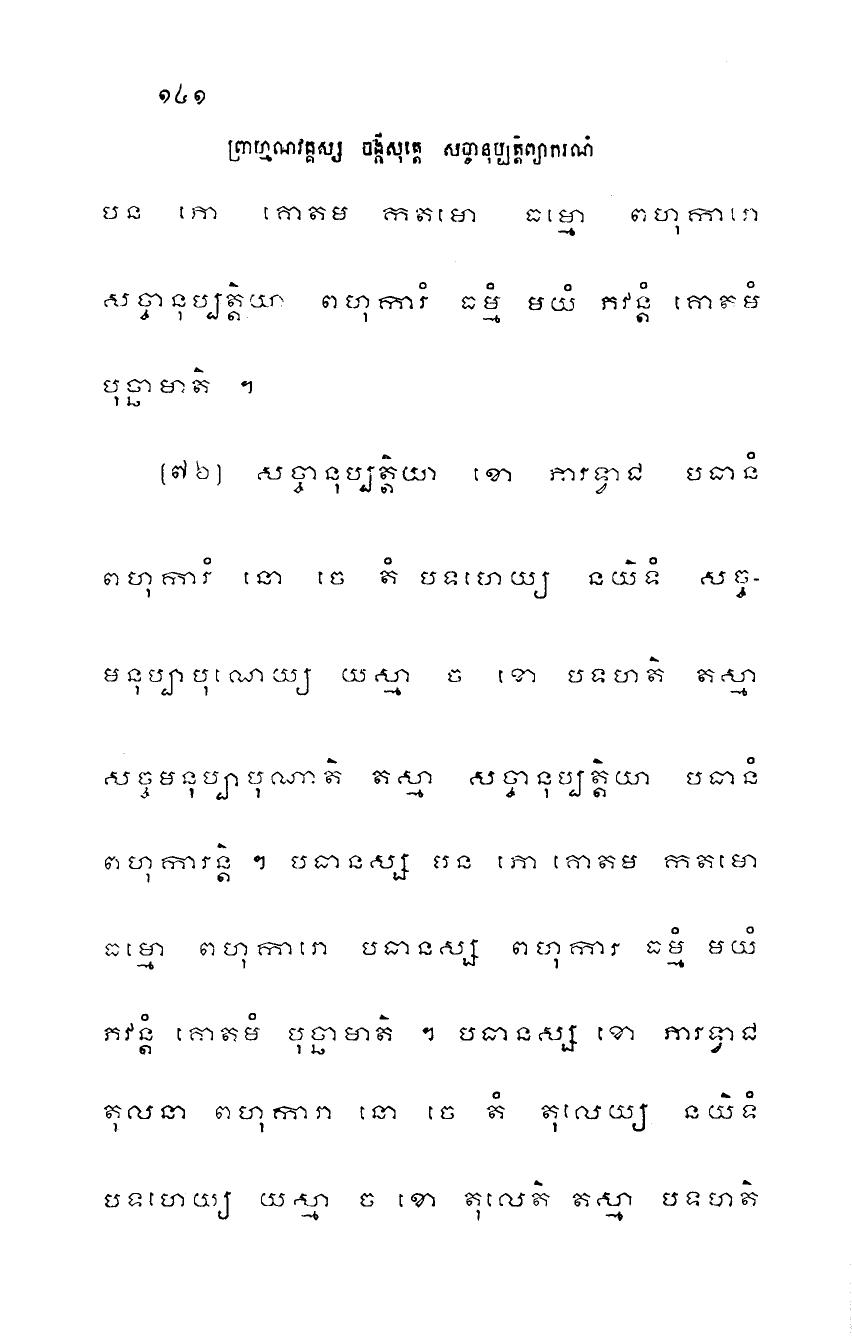 ១៤១
ព្រាហ្មណវគ្គស្ស ចង្កីសុត្តេ សច្ចានុប្បត្តិព្យាករណំ
បន ភោ គោតម កតមោ ធម្មោ ពហុការោ
សច្ចានុប្បត្តិយា ពហុការំ ធម្មំ មយំ ភវន្តំ គោតមំ
បុច្ឆាមាតិ ។
[៧៦] សច្ចានុប្បត្តិយា ខោ ភារទ្វាជ បធានំ
ពហុការំ នោ ចេ តំ បទហេយ្យ នយិទំ សច្ច-
មនុប្បាបុណេយ្យ យស្មា ច ខោ បទហតិ តស្មា
សច្ចមនុប្បាបុណាតិ តស្មា សច្ចានុប្បត្តិយា បធានំ
ពហុការន្តិ ។ បធានស្ស បន ភោ គោតម កតមោ
ធម្មោ ពហុការោ បធានស្ស ពហុការ ធម្មំ មយំ
ភវន្តំ គោតមំ បុច្ឆាមាតិ ។ បធានស្ស ខោ ភារទ្វាជ
តុលនា ពហុការា នោ ចេ តំ តុលេយ្យ នយិទំ
បទហេយ្យ យស្មា ច ខោ តុលេតិ តស្មា បទហតិ